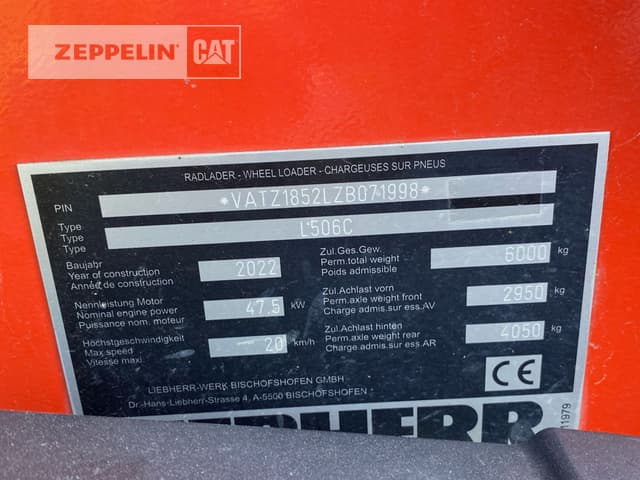 ZEPPELIN CAT
RADLADER - WHEEL LOADER - CHARGEUSES SUR PNEUS
PIN *VATZ1852LZB071998*
Type
Type L506C
Type
Baujahr
Year of construction 2022
Année de construction
Nennleistung Motor
Nominal engine power 47.5 kW
Puissance nom. moteur
Höchstgeschwindigkeit
Max.speed 20 km/h
Vitesse maxi.
Zul.Ges.Gew.
Perm.total weight 6000 kg
Poids admissible
Zul.Achslast vorn
Perm.axle weight front 2950 kg
Charge admis.sur ess.AV
Zul.Achslast hinten
Perm.axle weight rear 4050 kg
Charge admis.sur ess.AR
CE
LIEBHERR-WERK BISCHOFSHOFEN GMBH
Dr.-Hans-Liebherr-Strasse 4, A-5500 BISCHOFSHOFEN